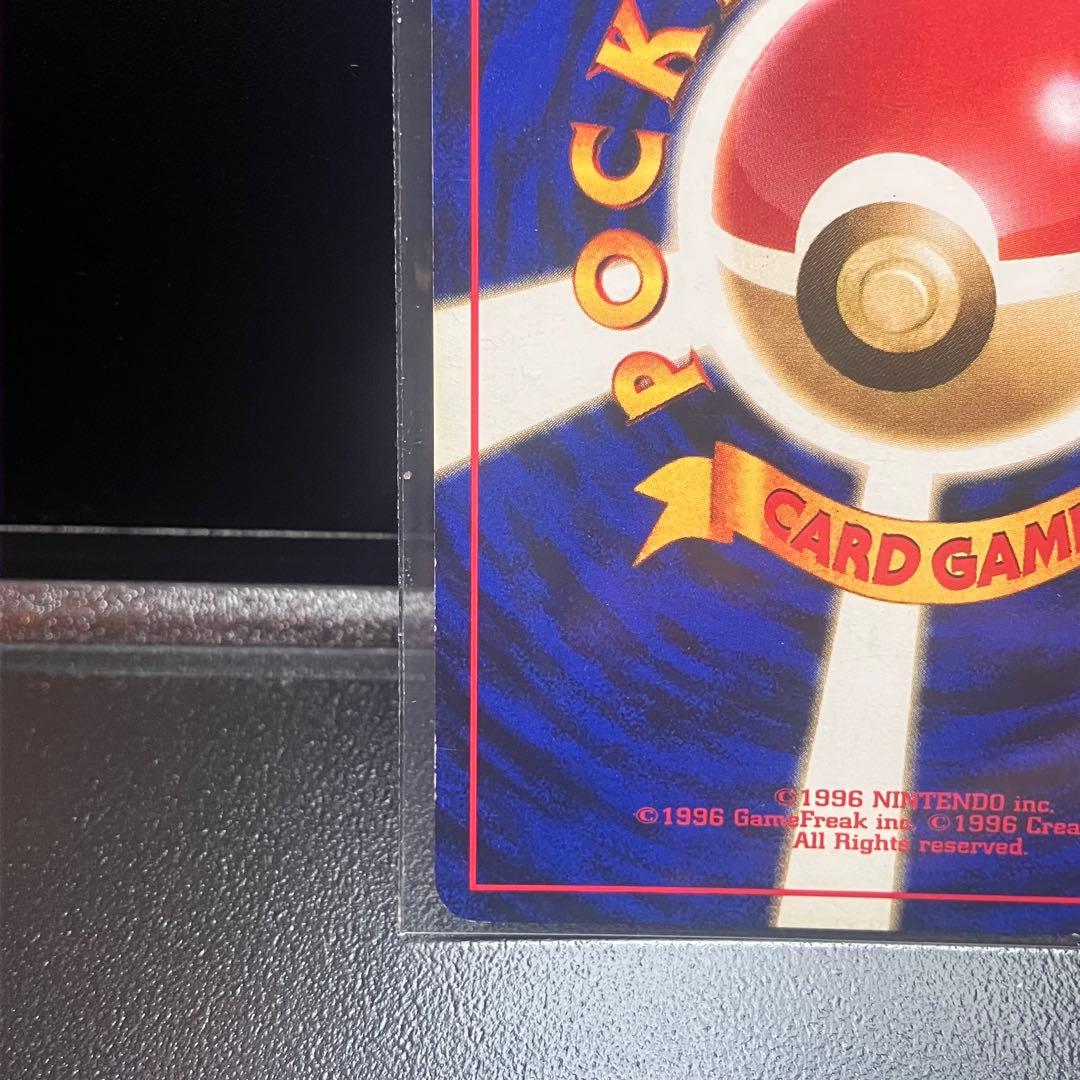 POCK
CARD GAM
©1996 NINTENDO inc.
©1996 GameFreak inc, ©1996 Crea
All Rights reserved.